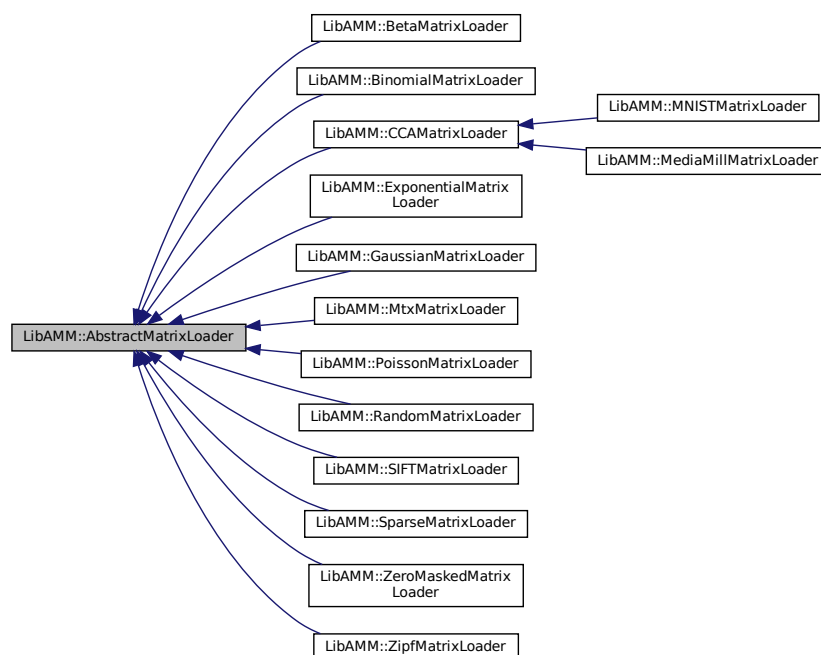 LibAMM::BetaMatrixLoader
LibAMM::BinomialMatrixLoader
LibAMM::MNISTMatrixLoader
LibAMM::CCAMatrixLoader
LibAMM::MediaMillMatrixLoader
LibAMM::ExponentialMatrix
Loader
LibAMM::GaussianMatrixLoader
LibAMM::MtxMatrixLoader
LibAMM::AbstractMatrixLoader
LibAMM::PoissonMatrixLoader
LibAMM::RandomMatrixLoader
LibAMM::SIFTMatrixLoader
LibAMM::SparseMatrixLoader
LibAMM::ZeroMaskedMatrix
Loader
LibAMM::ZipfMatrixLoader